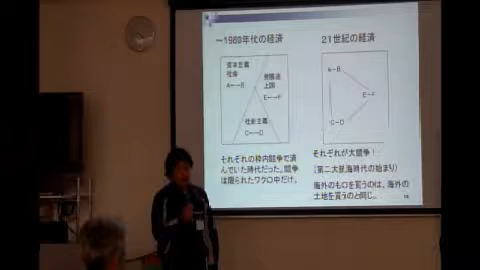 ～1980年代の経済
21世紀の経済
資本主義
社会
A←→B
発展途
上国
E←→F
社会主義
C←→D
A－B
E－F
C－D
それぞれの枠内競争で済
んでいた時代だった。競争
は限られたワクの中だけ。
それぞれが大競争！
（第二大航海時代の始まり）
海外のものを買うのは、海外の
土地を買うのと同じ。